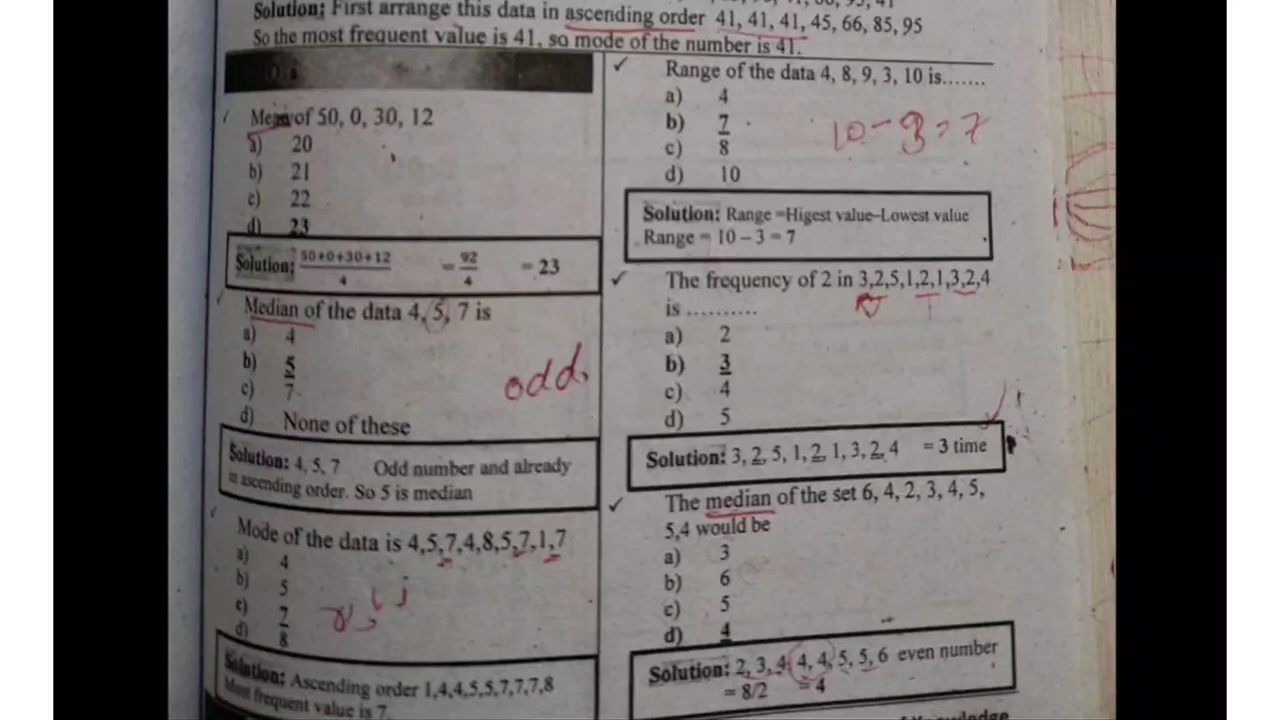 Solution: First arrange this data in ascending order 41, 41, 41, 45, 66, 85, 95
So the most frequent value is 41, so mode of the number is 41.
Mean of 50, 0, 30, 12
a) 20
b) 21
c) 22
d) 23
Solution: 50+0+30+12/4 = 92/4 = 23
Median of the data 4, 5, 7 is
a) 4
b) 5
c) 7
d) None of these
odd
Solution: 4, 5, 7 Odd number and already
in ascending order. So 5 is median
Mode of the data is 4,5,7,4,8,5,7,1,7
a) 4
b) 5
c) 7
d) 8
Solution: Ascending order 1,4,4,5,5,7,7,7,8
Most frequent value is 7
Range of the data 4, 8, 9, 3, 10 is.......
a) 4
b) 7
c) 8
d) 10
10-3=7
Solution: Range =Higest value–Lowest value
Range = 10 – 3 = 7
The frequency of 2 in 3,2,5,1,2,1,3,2,4
is ..........
a) 2
b) 3
c) 4
d) 5
Solution: 3, 2, 5, 1, 2, 1, 3, 2, 4 = 3 time
The median of the set 6, 4, 2, 3, 4, 5,
5,4 would be
a) 3
b) 6
c) 5
d) 4
Solution: 2, 3, 4, 4, 4, 5, 5, 6 even number
= 8/2 = 4